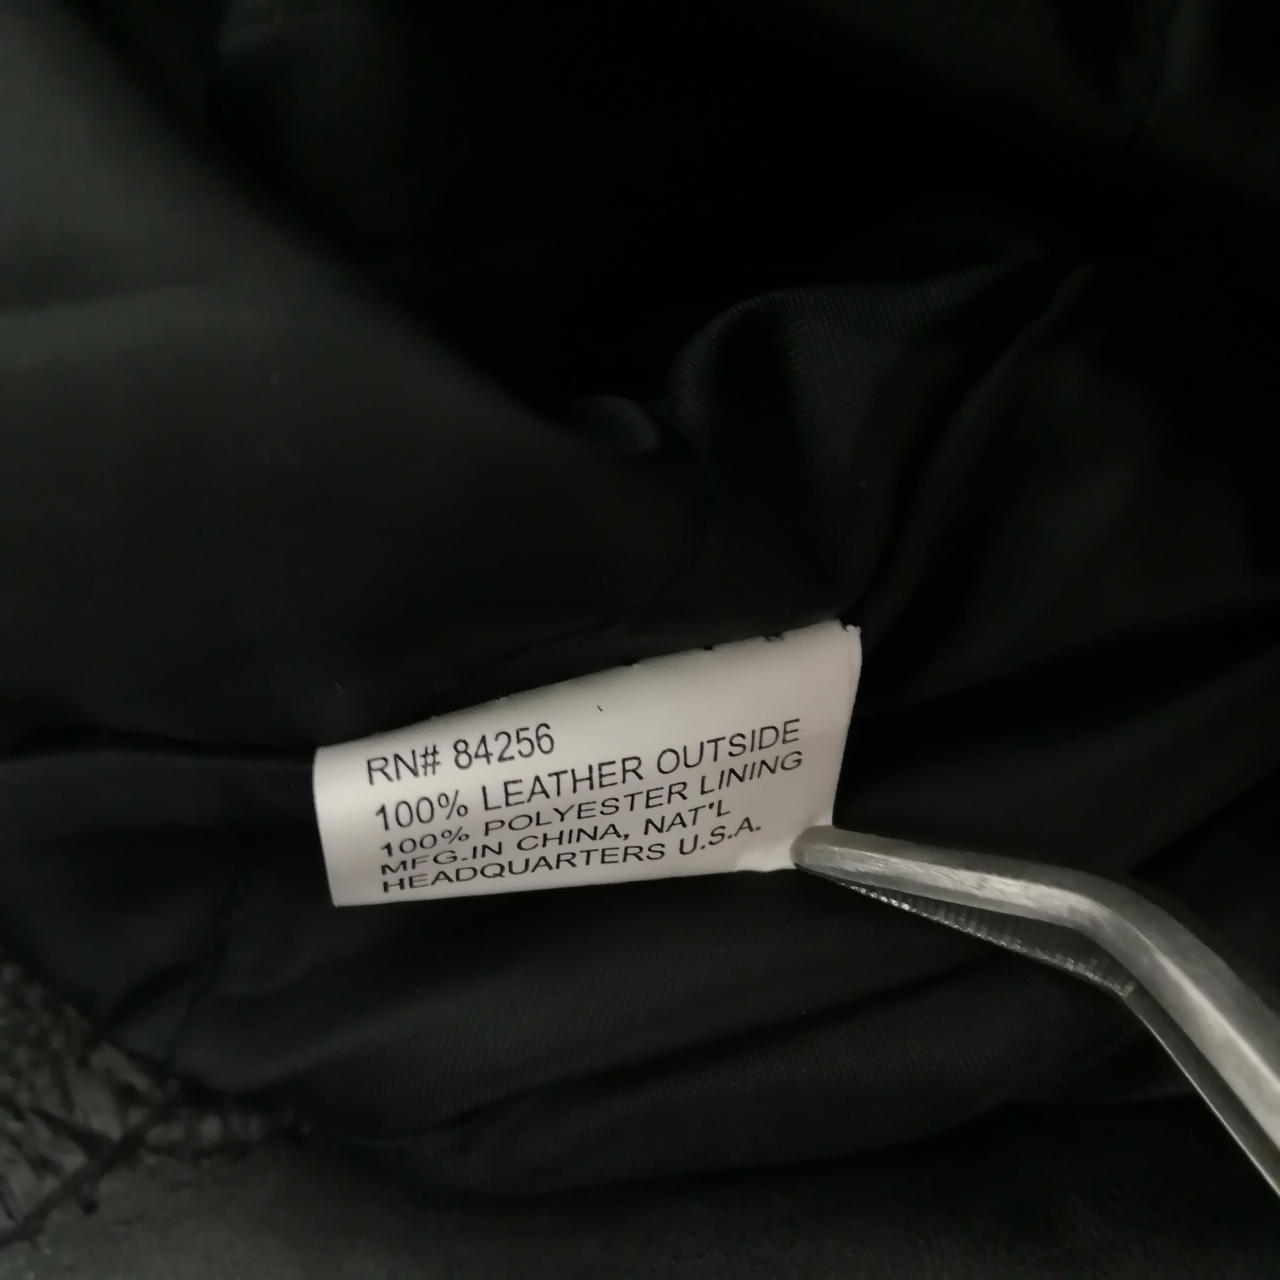 RN# 84256
100% LEATHER OUTSIDE
100% POLYESTER LINING
MFG.IN CHINA, NAT'L
HEADQUARTERS U.S.A.